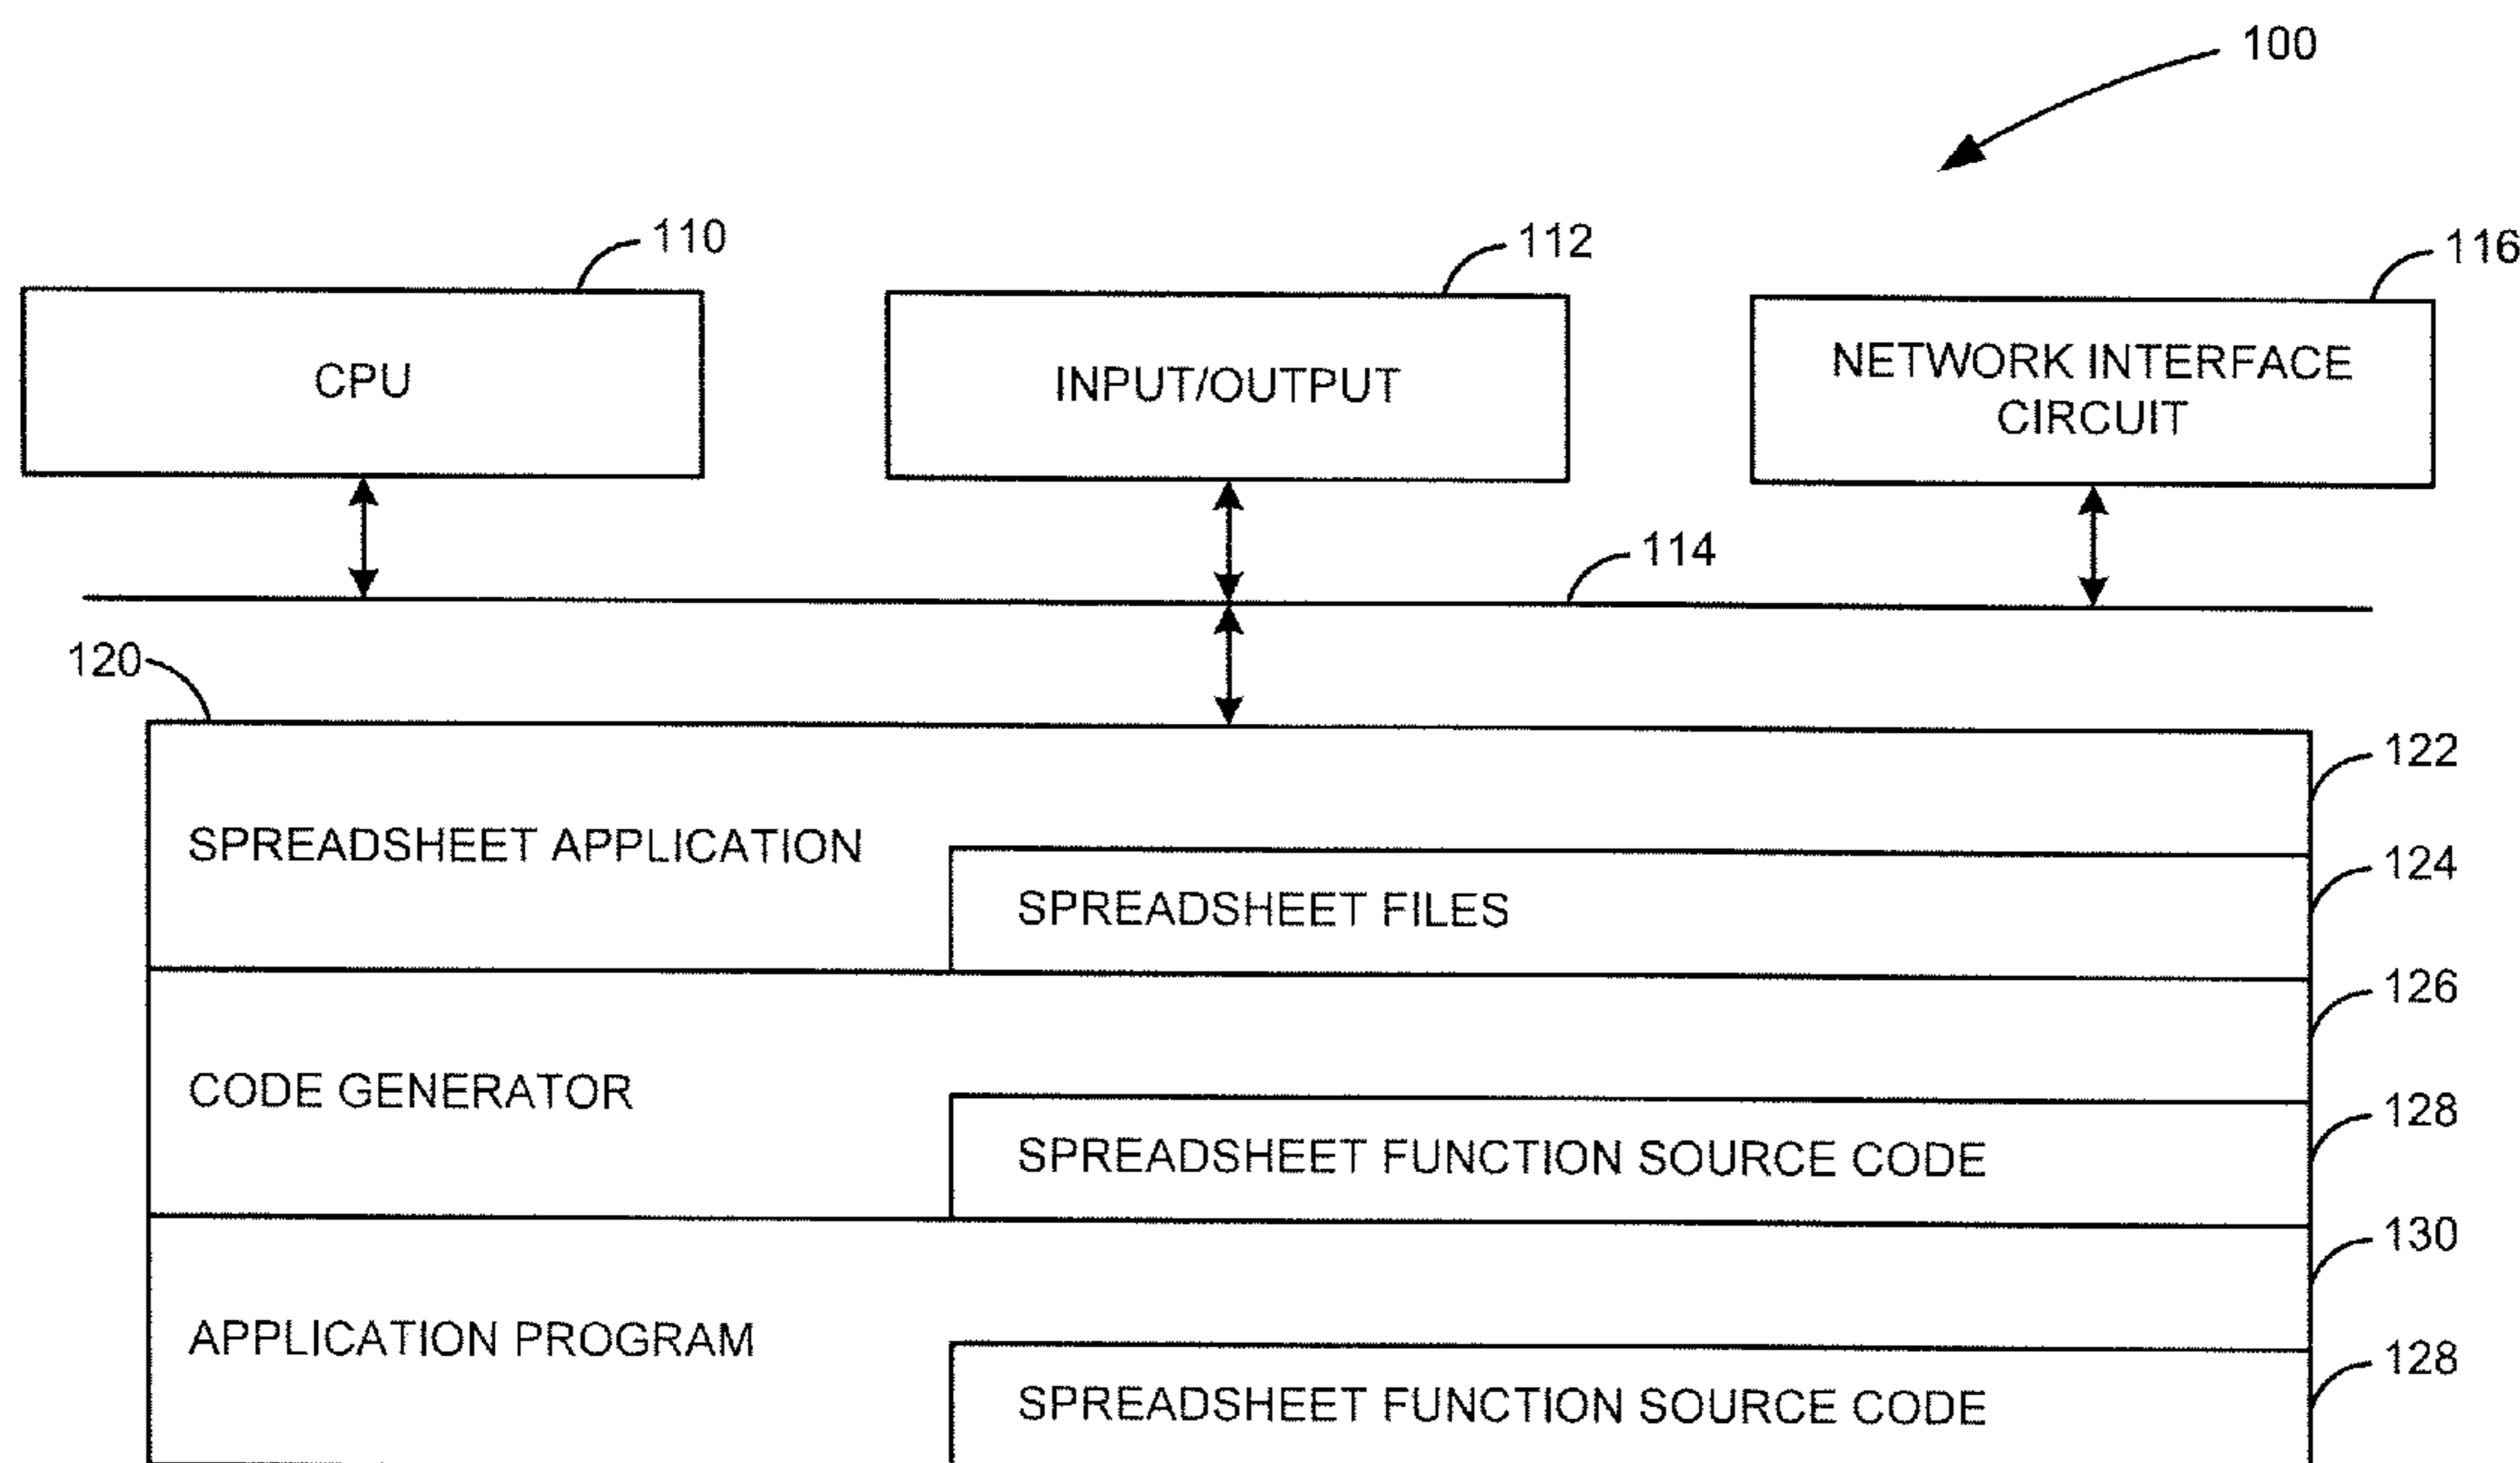 100
110
112
116
CPU
INPUT/OUTPUT
NETWORK INTERFACE
CIRCUIT
114
120
122
SPREADSHEET APPLICATION
124
SPREADSHEET FILES
126
CODE GENERATOR
128
SPREADSHEET FUNCTION SOURCE CODE
130
APPLICATION PROGRAM
128
SPREADSHEET FUNCTION SOURCE CODE